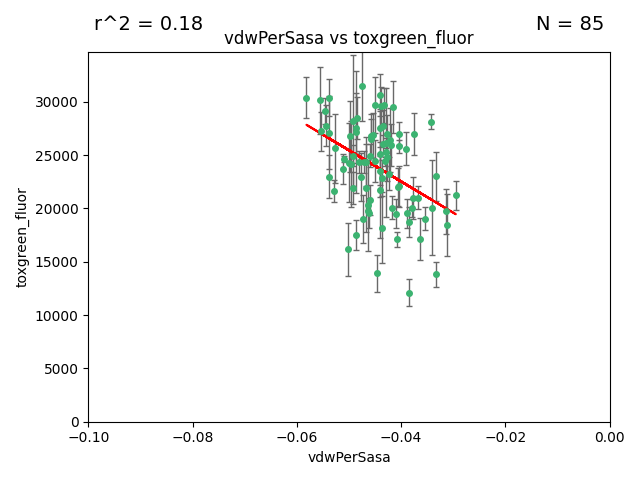 r^2 = 0.18
N = 85
vdwPerSasa vs toxgreen_fluor
30000
25000
20000
15000
10000
5000
0
toxgreen_fluor
−0.10
−0.08
−0.06
−0.04
−0.02
0.00
vdwPerSasa